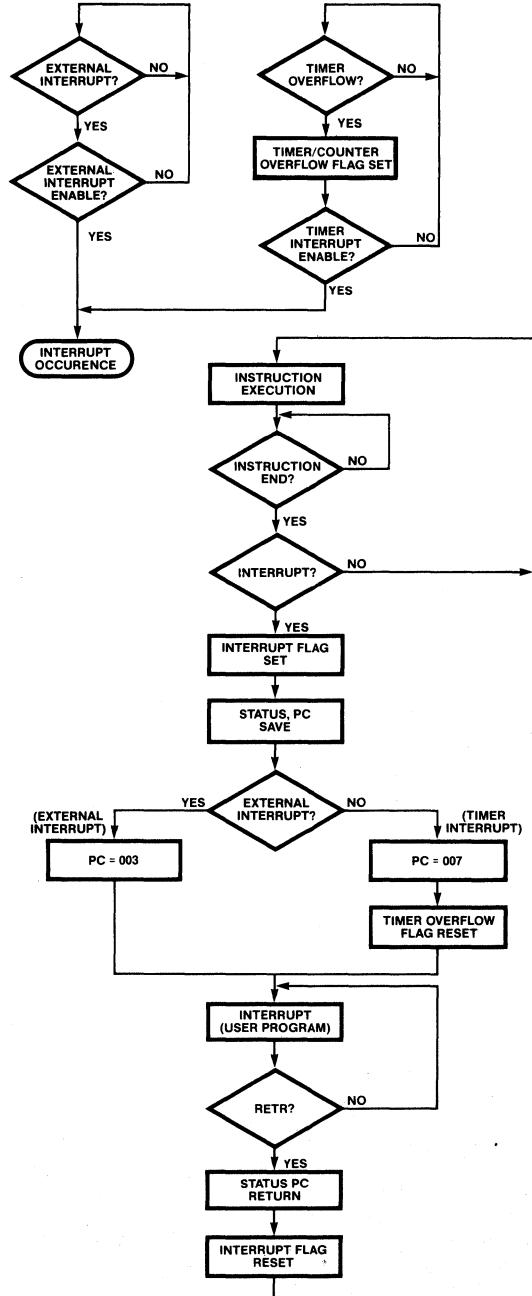 EXTERNAL
INTERRUPT?
NO
YES
EXTERNAL
INTERRUPT
ENABLE?
NO
YES
TIMER
OVERFLOW?
NO
YES
TIMER/COUNTER
OVERFLOW FLAG SET
TIMER
INTERRUPT
ENABLE?
NO
YES
INTERRUPT
OCCURENCE
INSTRUCTION
EXECUTION
INSTRUCTION
END?
NO
YES
INTERRUPT?
NO
YES
INTERRUPT FLAG
SET
STATUS, PC
SAVE
EXTERNAL
INTERRUPT?
YES
NO
(EXTERNAL
INTERRUPT)
(TIMER
INTERRUPT)
PC = 003
PC = 007
TIMER OVERFLOW
FLAG RESET
INTERRUPT
(USER PROGRAM)
RETR?
NO
YES
STATUS PC
RETURN
INTERRUPT FLAG
RESET